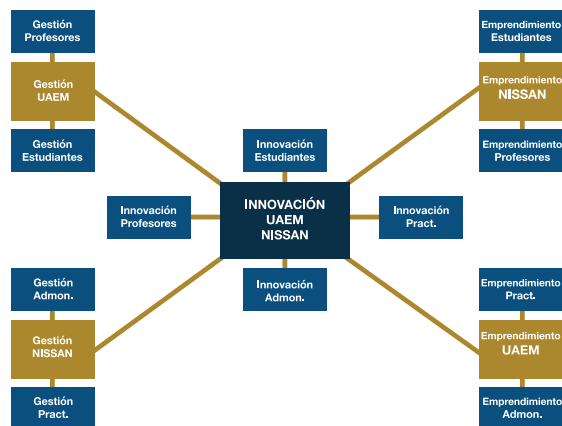 Gestión
Profesores
Gestión
UAEM
Gestión
Estudiantes
Emprendimiento
Estudiantes
Emprendimiento
NISSAN
Emprendimiento
Profesores
Innovación
Estudiantes
Innovación
Profesores
INNOVACIÓN
UAEM
NISSAN
Innovación
Pract.
Innovación
Admon.
Gestión
Admon.
Gestión
NISSAN
Gestión
Pract.
Emprendimiento
Pract.
Emprendimiento
UAEM
Emprendimiento
Admon.